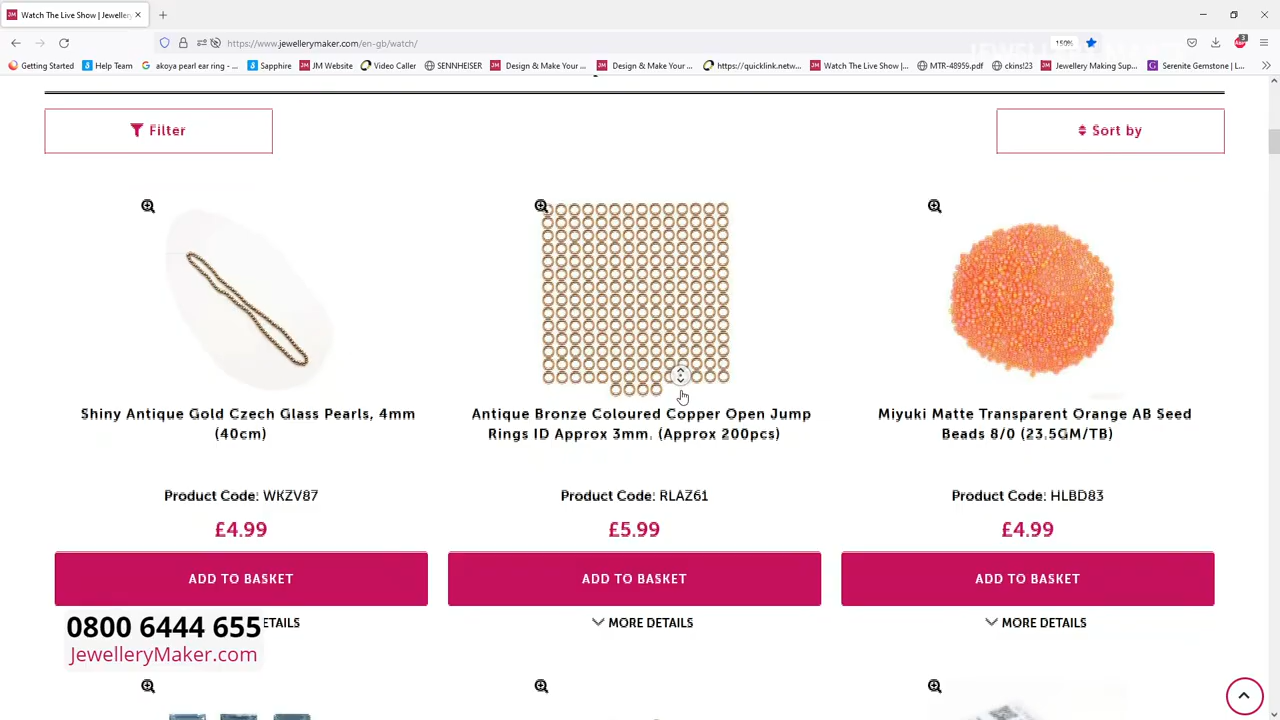 Watch The Live Show | Jeweller
https://www.jewellerymaker.com gb/watch/
150%
JEWELLERYMAKER
Getting Started
Help Team
akoya pearl ear ring - ...
Sapphire
JM Website
Video Caller
SENNHEISER
Design & Make Your ...
Design & Make Your ...
https://quicklink.netw...
Watch The Live Show |...
MTR-48959.pdf
ckins!23
Jewellery Making Sup...
Serenite Gemstone | L...
Filter
Sort by
Shiny Antique Gold Czech Glass Pearls, 4mm
(40cm)
Antique Bronze Coloured Copper Open Jump
Rings ID Approx 3mm. (Approx 200pcs)
Miyuki Matte Transparent Orange AB Seed
Beads 8/0 (23.5GM/TB)
Product Code: WKZV87
Product Code: RLAZ61
Product Code: HLBD83
£4.99
£5.99
£4.99
ADD TO BASKET
ADD TO BASKET
ADD TO BASKET
ETAILS
MORE DETAILS
MORE DETAILS
0800 6444 655
JewelleryMaker.com